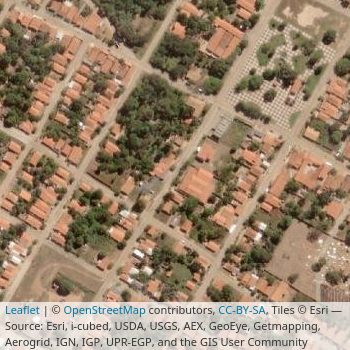 Leaflet | © OpenStreetMap contributors, CC-BY-SA, Tiles © Esri —
Source: Esri, i-cubed, USDA, USGS, AEX, GeoEye, Getmapping,
Aerogrid, IGN, IGP, UPR-EGP, and the GIS User Community